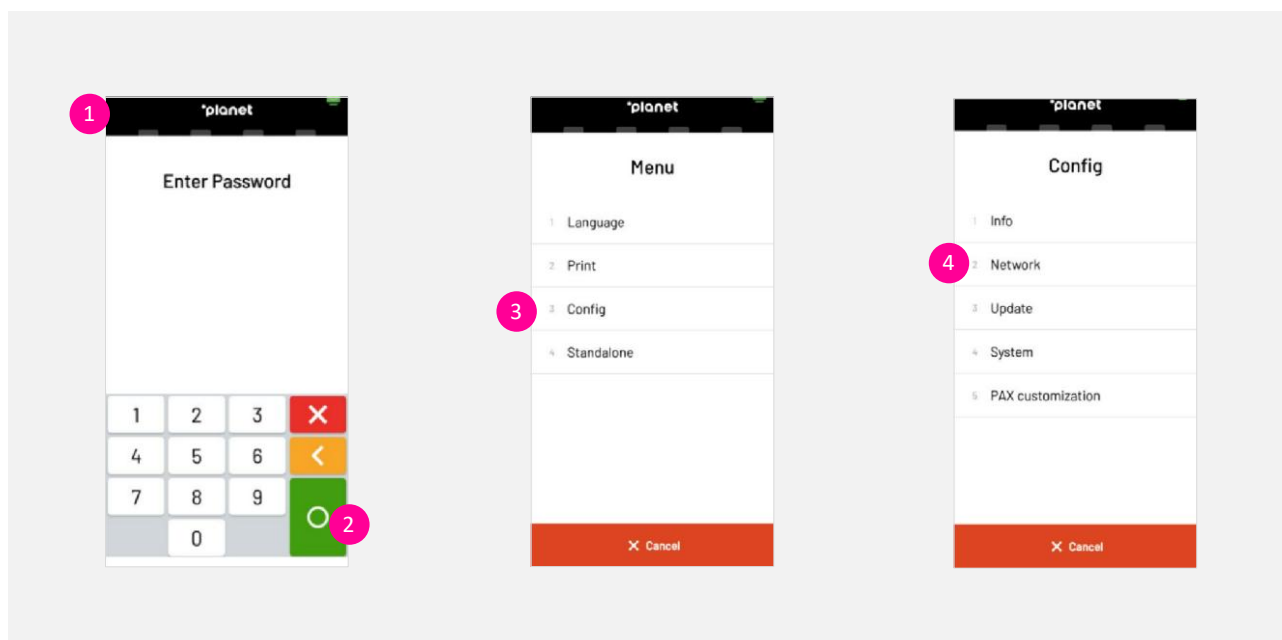 1
planet
Enter Password
1 2 3
4 5 6
7 8 9
0
2
planet
Menu
1 Language
2 Print
3
3 Config
4 Standalone
Cancel
planet
Config
1 Info
4
2 Network
3 Update
4 System
5 PAX customization
Cancel